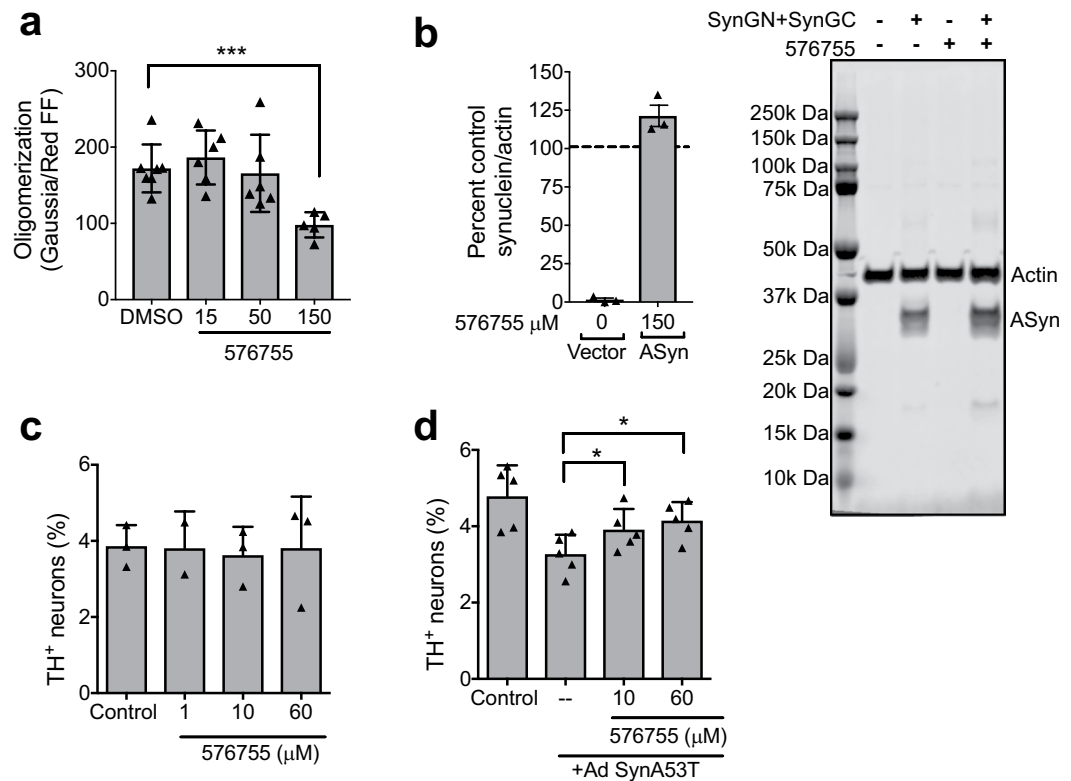 a
***
300
200
100
0
Oligomerization
(Gaussia/Red FF)
DMSO 15 50 150
576755
b
150
125
100
75
50
25
0
Percent control
synuclein/actin
576755 μM 0 150
Vector ASyn
SynGN+SynGC - + - +
576755 - - + +
250k Da
150k Da
100k Da
75k Da
50k Da
37k Da
25k Da
20k Da
15k Da
10k Da
Actin
ASyn
c
6
4
2
0
TH+ neurons (%)
Control 1 10 60
576755 (μM)
d
*
*
6
4
2
0
TH+ neurons (%)
Control -- 10 60
576755 (μM)
+Ad SynA53T